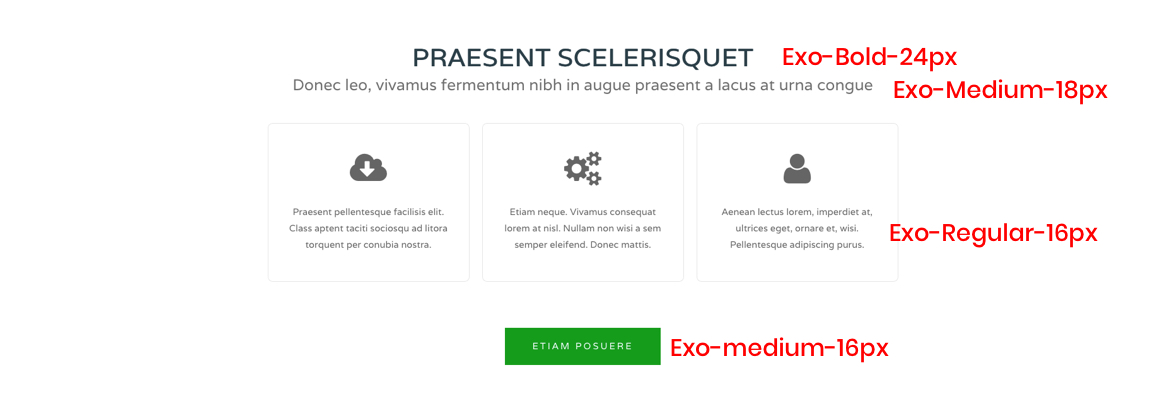 PRAESENT SCELERISQUET Exo-Bold-24px
Donec leo, vivamus fermentum nibh in augue praesent a lacus at urna congue Exo-Medium-18px
Praesent pellentesque facilisis elit.
Class aptent taciti sociosqu ad litora
torquent per conubia nostra.
Etiam neque. Vivamus consequat
lorem at nisl. Nullam non wisi a sem
semper eleifend. Donec mattis.
Aenean lectus lorem, imperdiet at,
ultrices eget, ornare et, wisi.
Pellentesque adipiscing purus.
Exo-Regular-16px
ETIAM POSUERE Exo-medium-16px